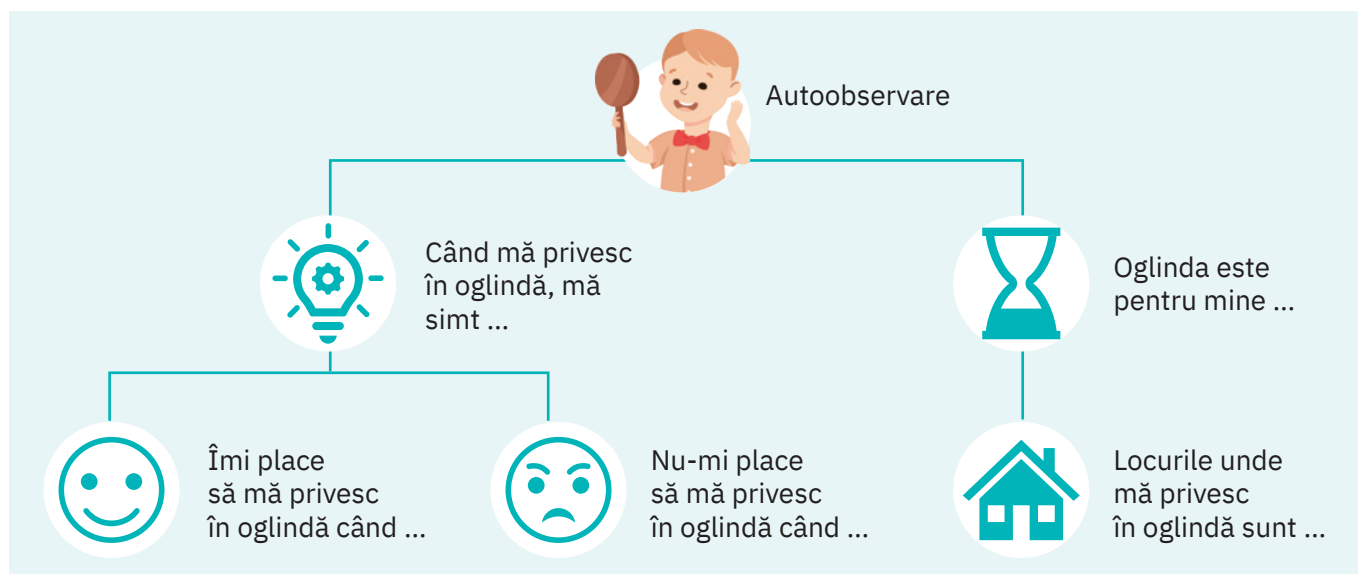 Autoobservare
Când mă privesc
în oglindă, mă
simt ...
Oglinda este
pentru mine ...
Îmi place
să mă privesc
în oglindă când ...
Nu-mi place
să mă privesc
în oglindă când ...
Locurile unde
mă privesc
în oglindă sunt ...